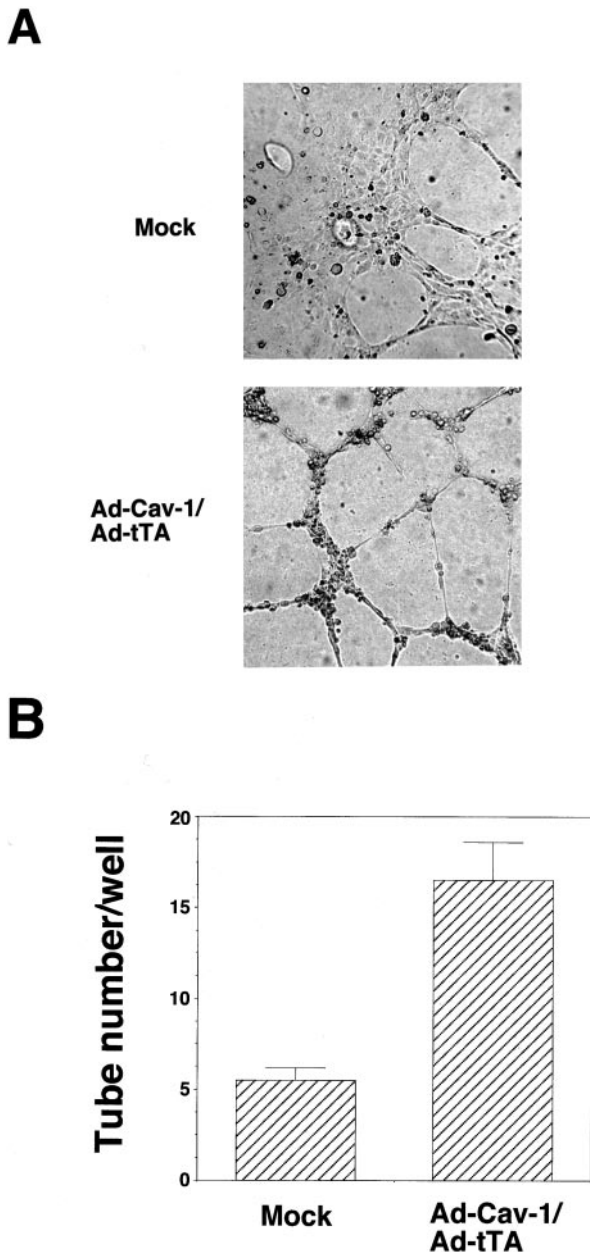 A
Mock
Ad-Cav-1/
Ad-tTA
B
Tube number/well
20
15
10
5
0
Mock
Ad-Cav-1/
Ad-tTA